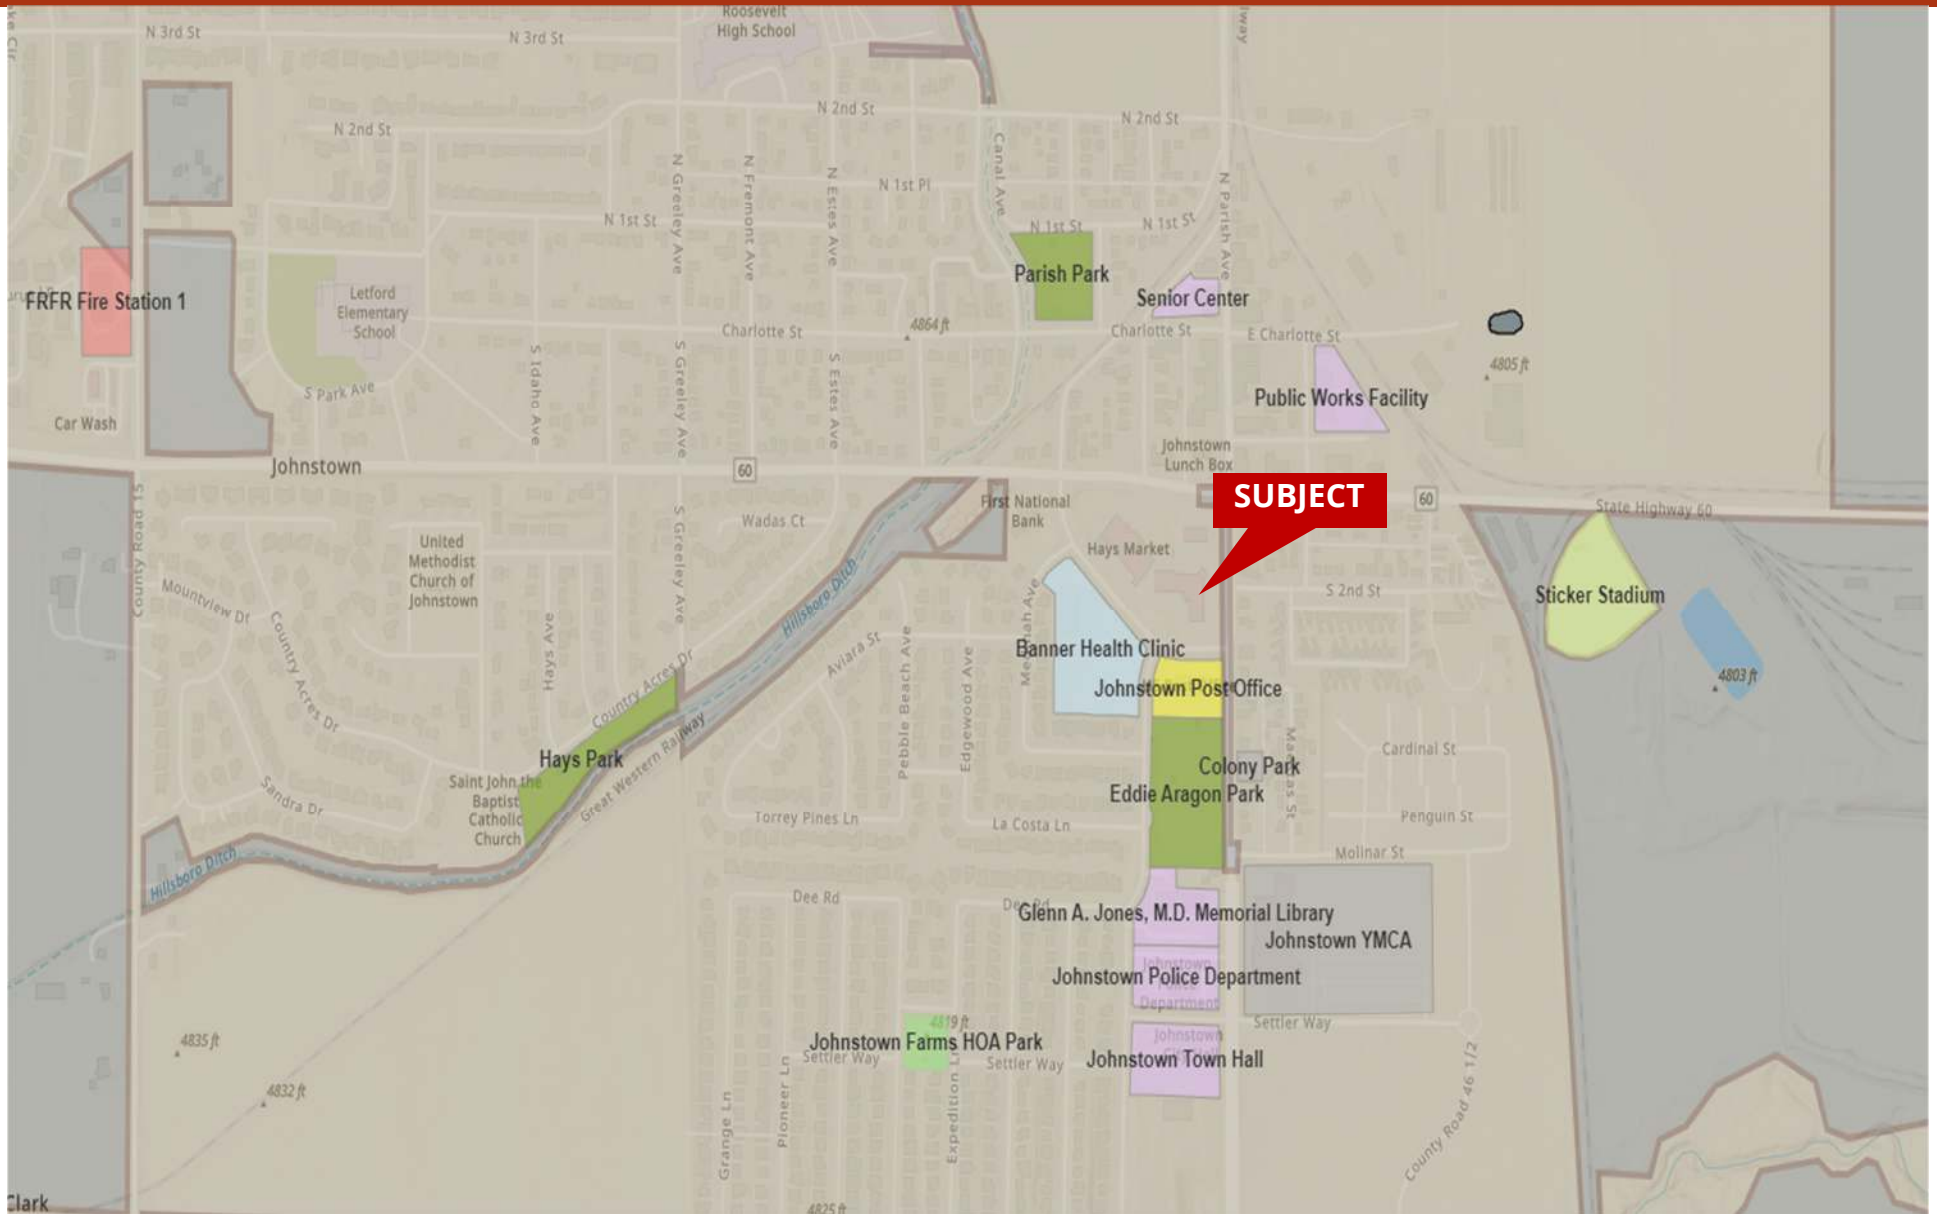 Roosevelt
High School
N 3rd St
N 3rd St
N 2nd St
N 2nd St
N 2nd St
N 1st Pl
N 1st St
N 1st St
N 1st St
Canal Ave
N Greeley Ave
N Fremont Ave
N Estes Ave
N Parish Ave
Parish Park
Senior Center
FRFR Fire Station 1
Letford
Elementary
School
Charlotte St
4864 ft
Charlotte St
E Charlotte St
4805 ft
S Park Ave
S Idaho Ave
S Greeley Ave
S Estes Ave
Public Works Facility
Car Wash
Johnstown
60
Johnstown
Lunch Box
SUBJECT
60
State Highway 60
First National
Bank
Wadas Ct
County Road 15
S Greeley Ave
United
Methodist
Church of
Johnstown
Hays Market
Mountview Dr
Country Acres Dr
Hays Ave
Hillsboro Ditch
S 2nd St
Sticker Stadium
Aviara St
Country Acres Dr
Pebble Beach Ave
Edgewood Ave
Banner Health Clinic
Johnstown Post Office
4803 ft
Hays Park
Great Western Railway
Cardinal St
Colony Park
Eddie Aragon Park
Saint John the
Baptist
Catholic
Church
Sandra Dr
Torrey Pines Ln
La Costa Ln
Penguin St
Molinar St
Hillsboro Ditch
Dee Rd
Dee Rd
Glenn A. Jones, M.D. Memorial Library
Johnstown YMCA
Johnstown
Police
Department
Johnstown Police Department
Settler Way
4819 ft
Johnstown Farms HOA Park
Settler Way
Settler Way
Johnstown
Johnstown Town Hall
4835 ft
4832 ft
Grange Ln
Pioneer Ln
Expedition Ln
County Road 46 1/2
Clark
4825 ft